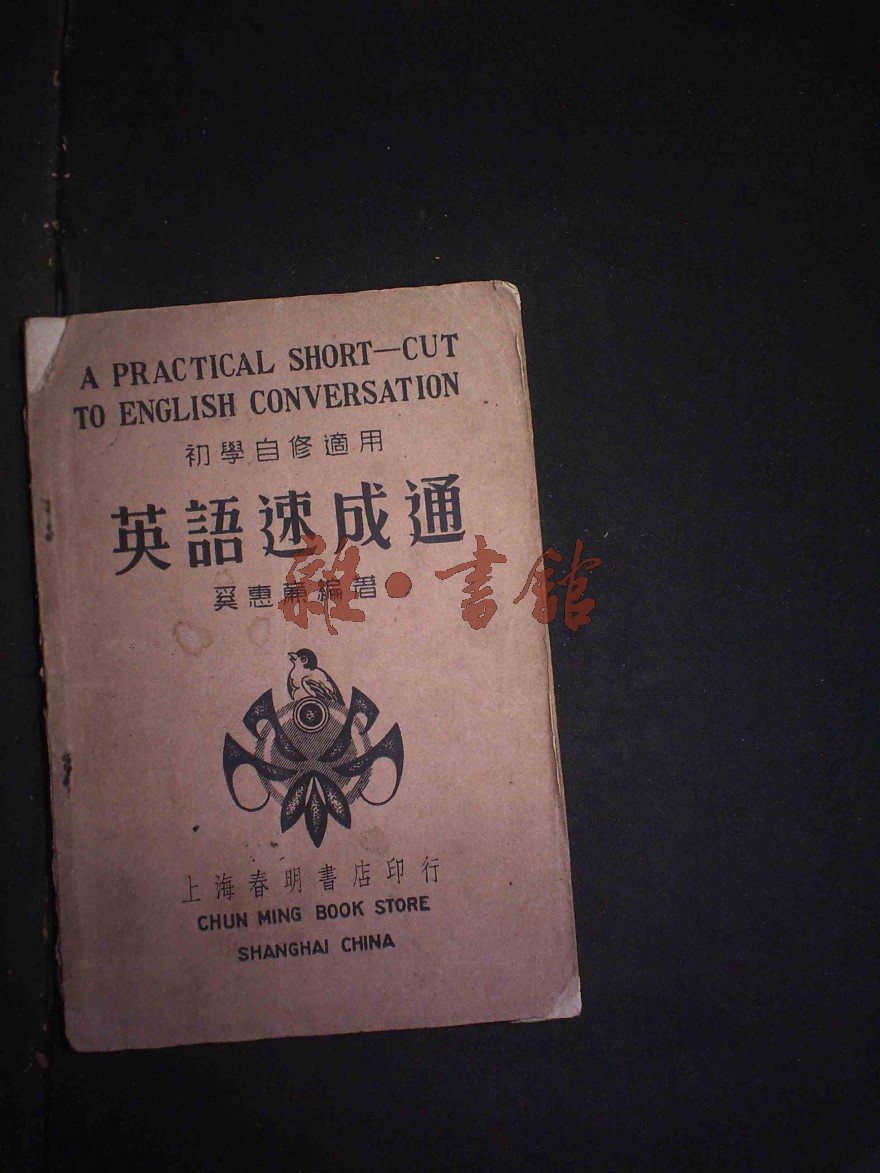 A PRACTICAL SHORT—CUT
TO ENGLISH CONVERSATION
初學自修適用
英語速成通
奚惠 編著
雜·書館
上海春明書店印行
CHUN MING BOOK STORE
SHANGHAI CHINA